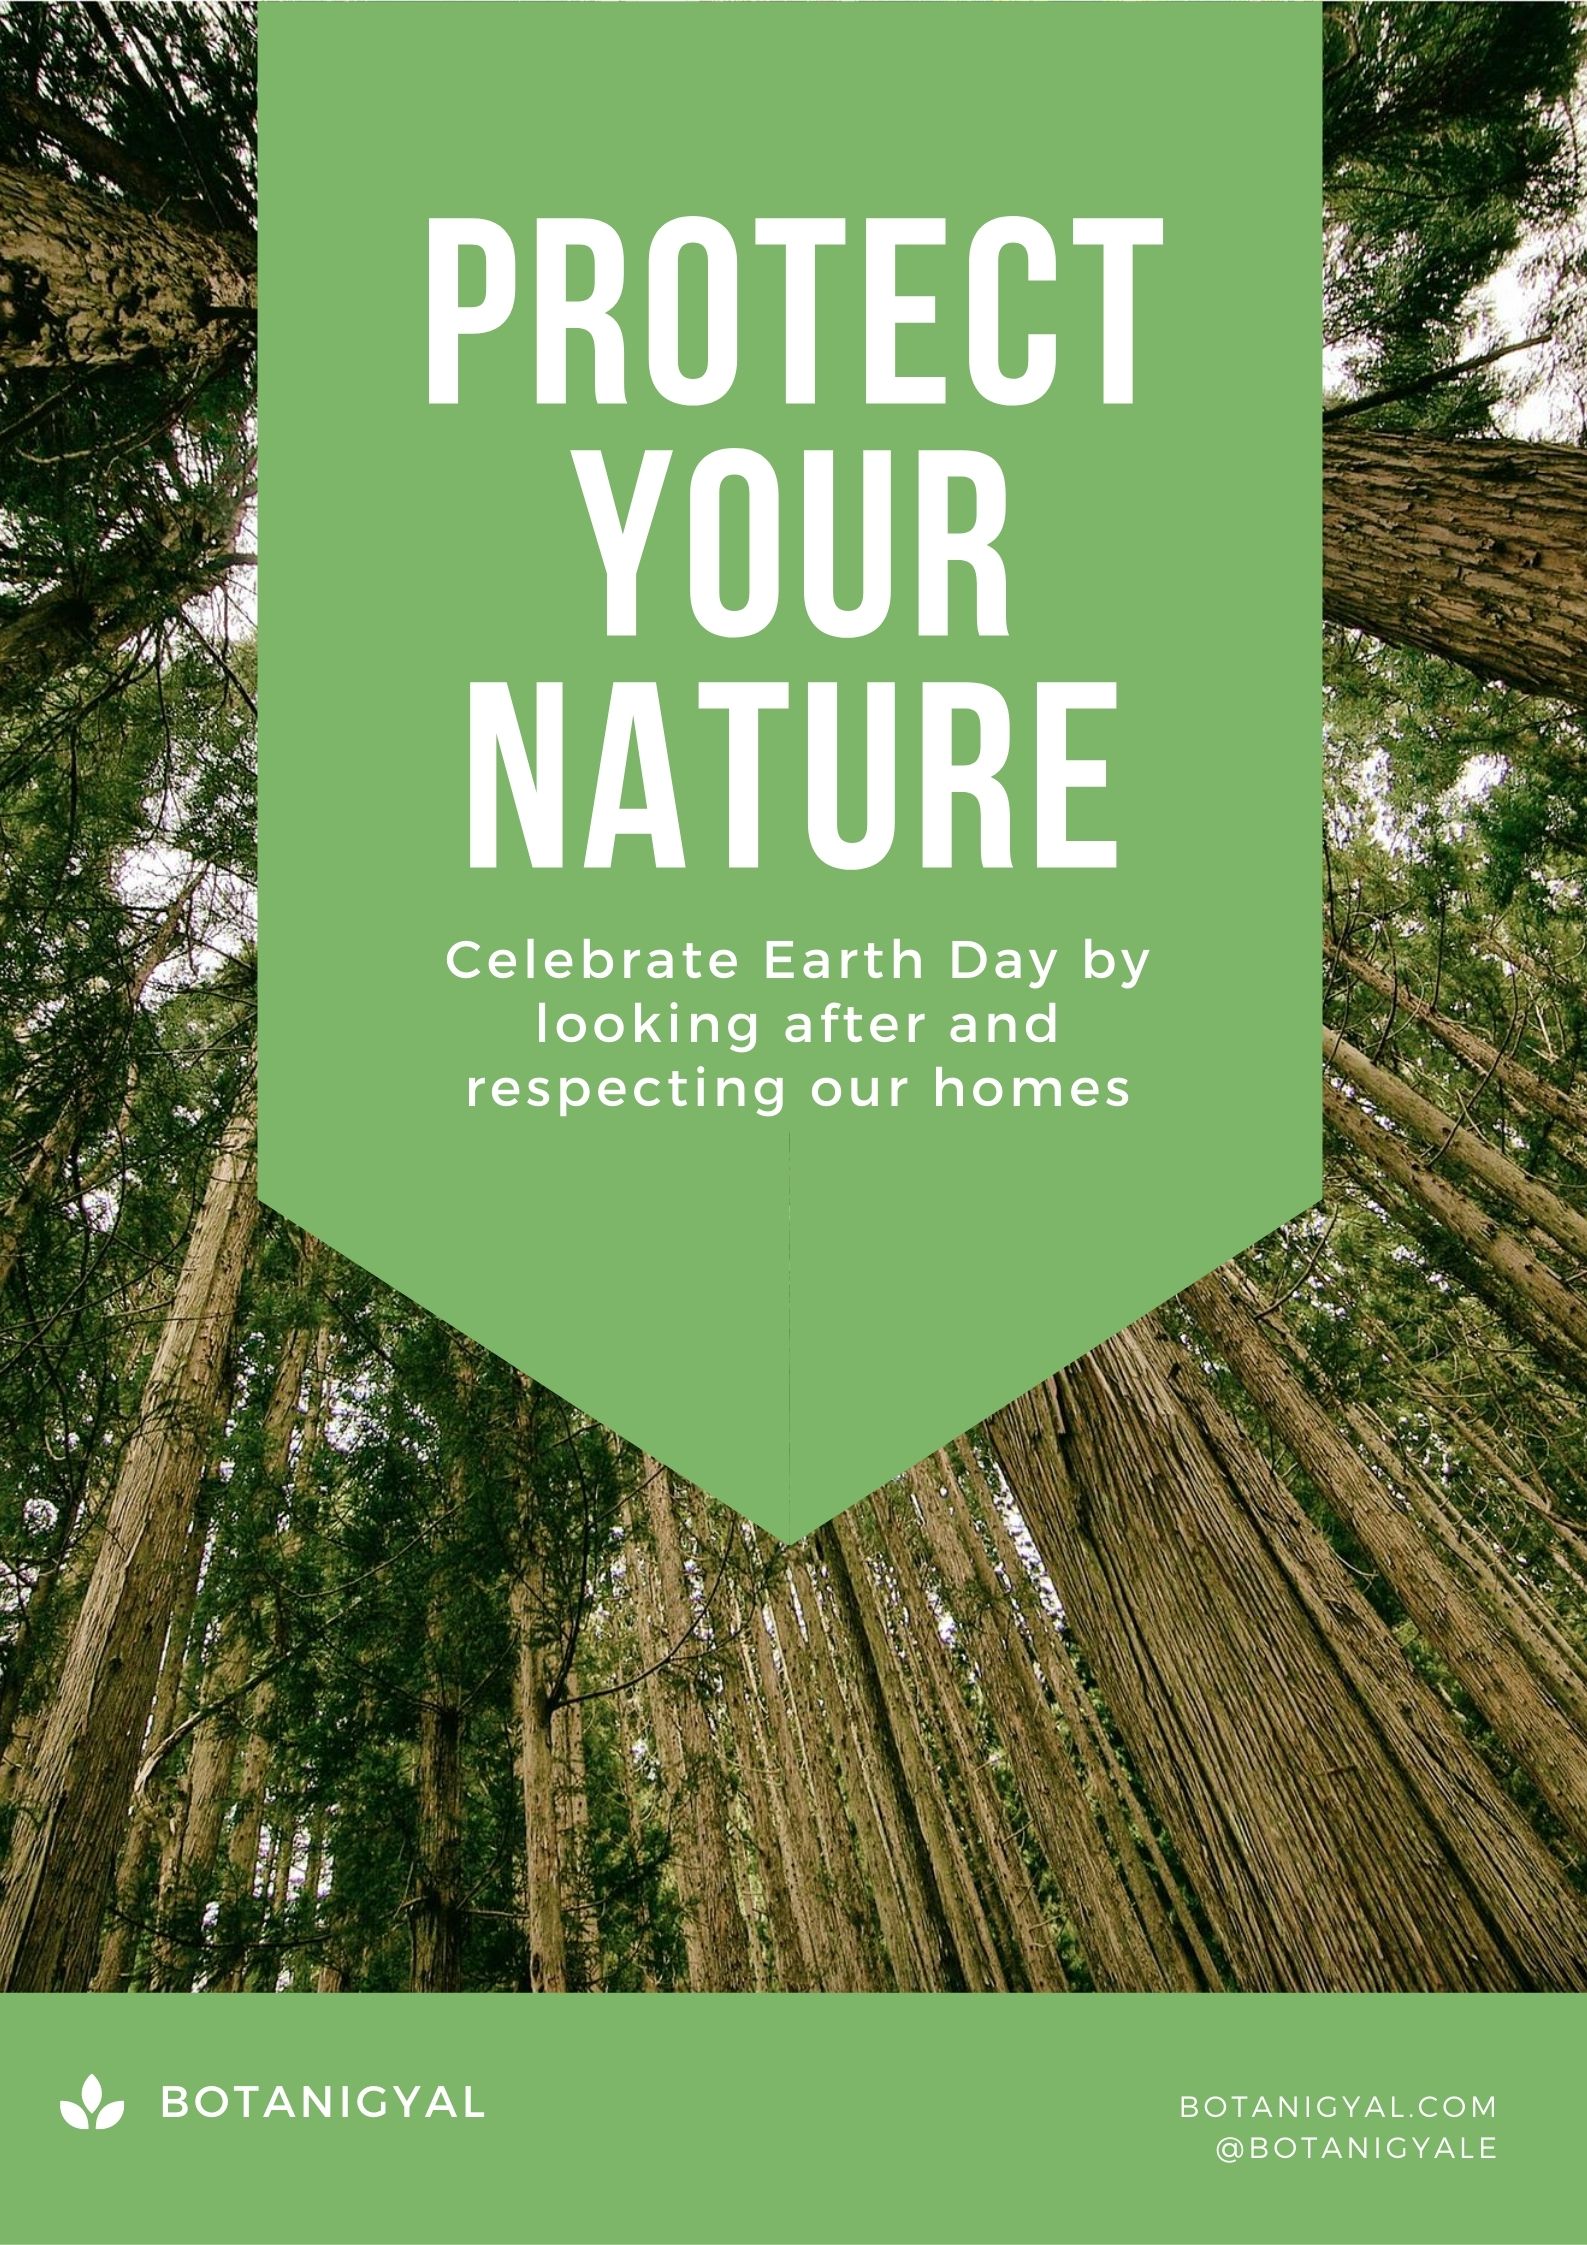 PROTECT
YOUR
NATURE
Celebrate Earth Day by
looking after and
respecting our homes
BOTANIGYAL
BOTANIGYAL.COM
@BOTANIGYALE